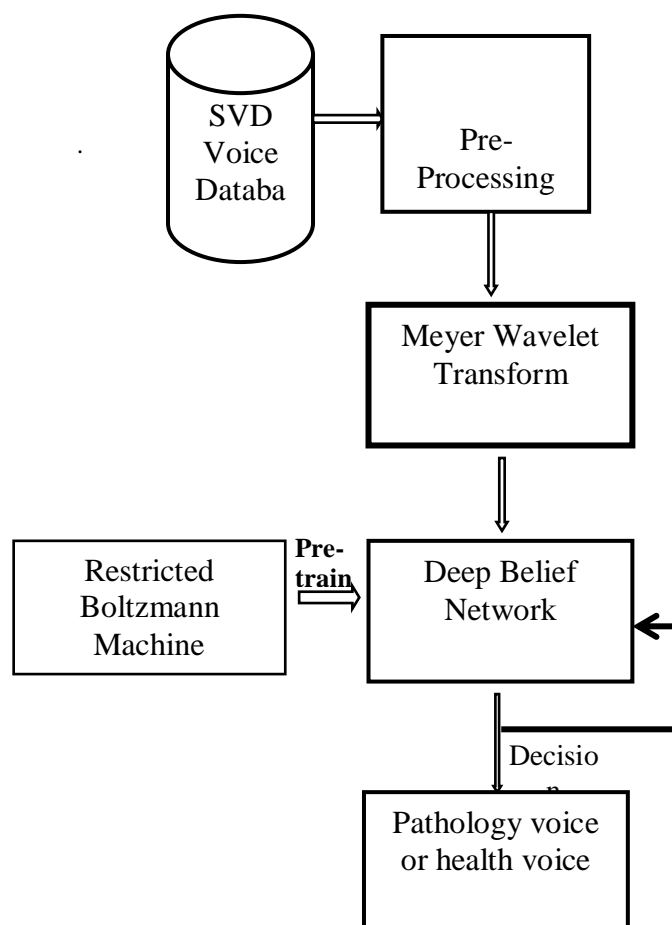 SVD
Voice
Databa
Pre-
Processing
Meyer Wavelet
Transform
Restricted
Boltzmann
Machine
Pre-
train
Deep Belief
Network
Decisio
n
Pathology voice
or health voice